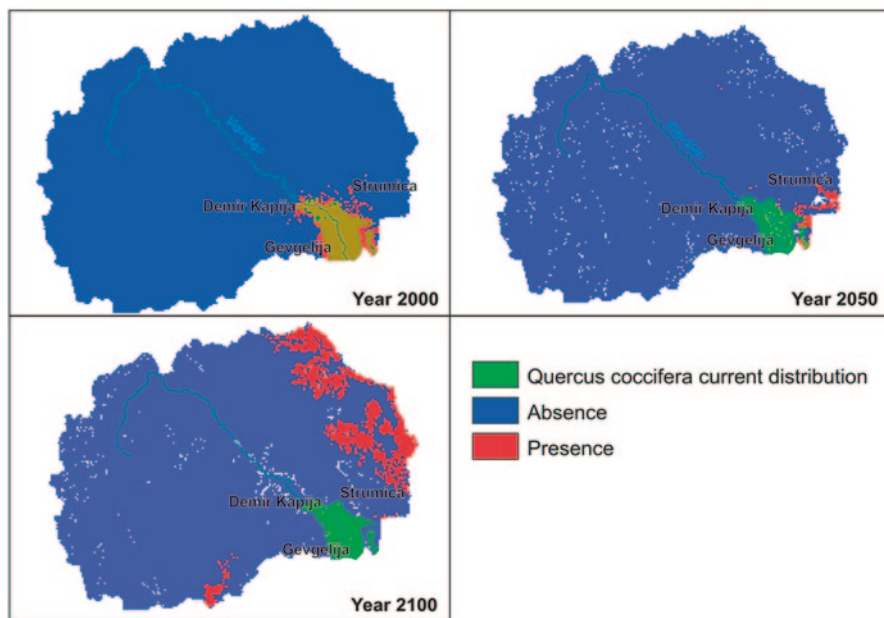 Vardar
Strumica
Demir Kapija
Gevgelija
Year 2000
Vardar
Strumica
Demir Kapija
Gevgelija
Year 2050
Strumica
Demir Kapija
Gevgelija
Year 2100
Quercus coccifera current distribution
Absence
Presence